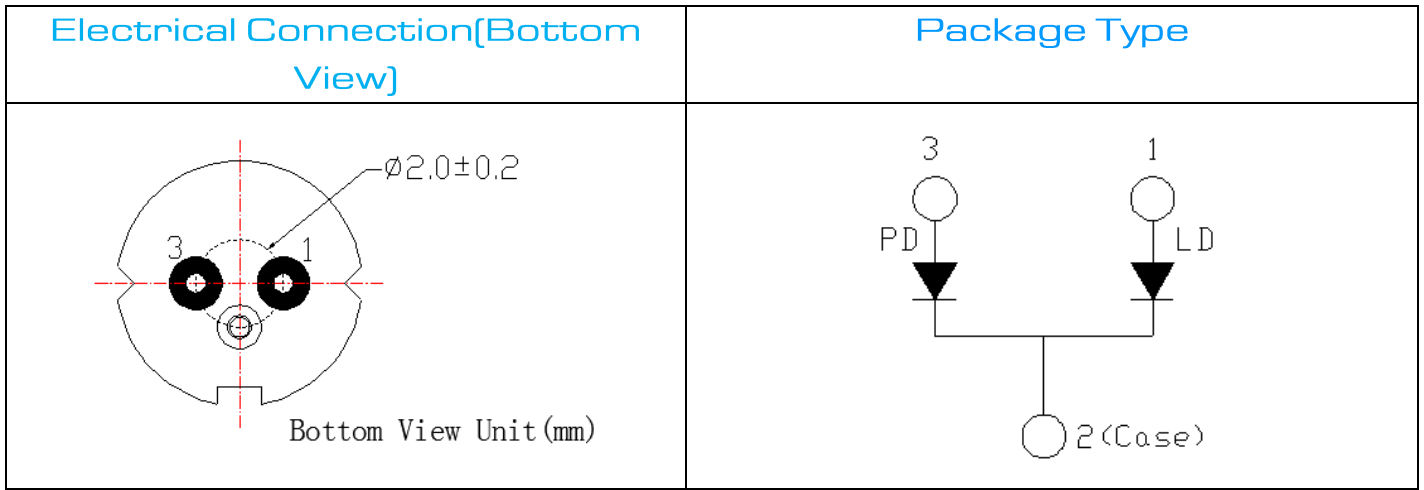 Electrical Connection(Bottom
View)
Package Type
Ø2.0±0.2
3
1
Bottom View Unit(mm)
3
1
PD
LD
2(Case)